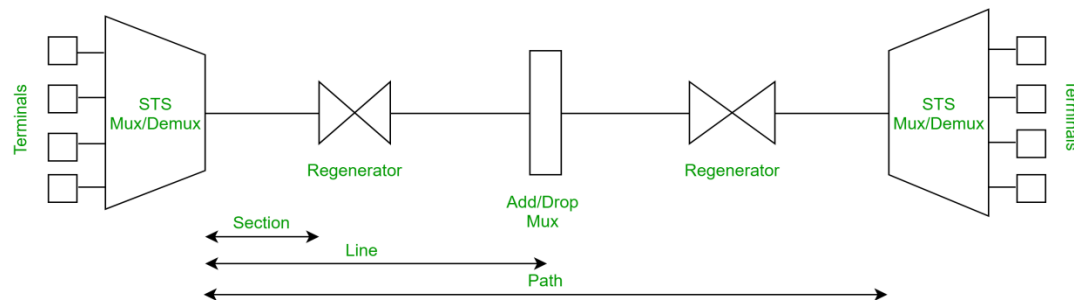 Terminals
STS
Mux/Demux
Regenerator
Add/Drop
Mux
Regenerator
STS
Mux/Demux
Terminals
Section
Line
Path